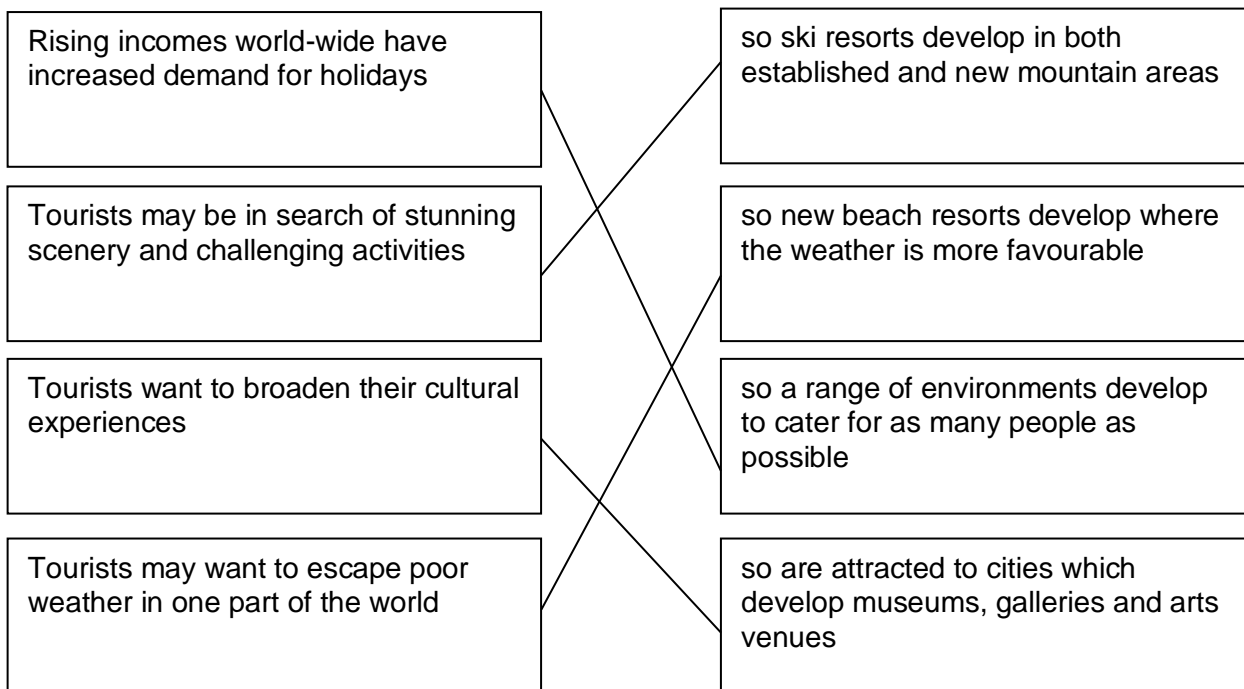 Rising incomes world-wide have
increased demand for holidays
so ski resorts develop in both
established and new mountain areas
Tourists may be in search of stunning
scenery and challenging activities
so new beach resorts develop where
the weather is more favourable
Tourists want to broaden their cultural
experiences
so a range of environments develop
to cater for as many people as
possible
Tourists may want to escape poor
weather in one part of the world
so are attracted to cities which
develop museums, galleries and arts
venues